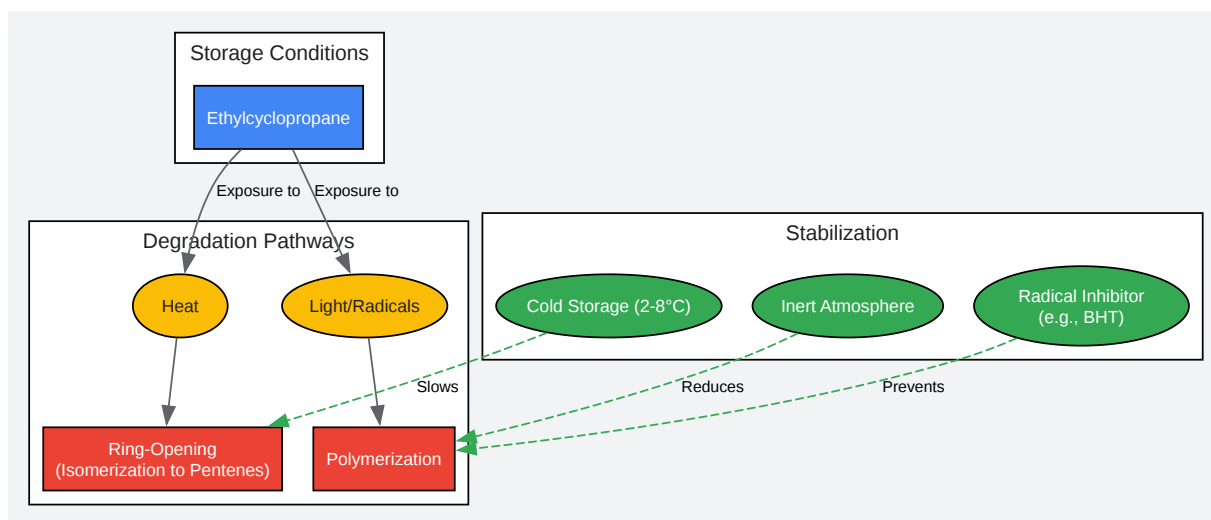 Storage Conditions
Ethylcyclopropane
Exposure to
Exposure to
Degradation Pathways
Stabilization
Heat
Light/Radicals
Cold Storage (2-8°C)
Inert Atmosphere
Radical Inhibitor
(e.g., BHT)
Slows
Reduces
Prevents
Ring-Opening
(Isomerization to Pentenes)
Polymerization